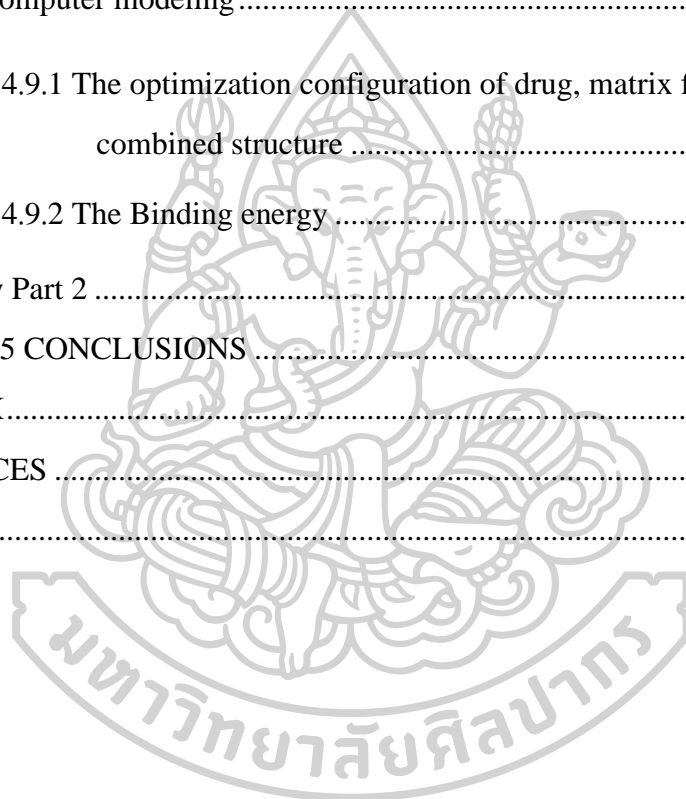 omputer modeling
4.9.1 The optimization configuration of drug, matrix f
combined structure
4.9.2 The Binding energy
Part 2
5 CONCLUSIONS
CES
มหาวิทยาลัยศิลปากร